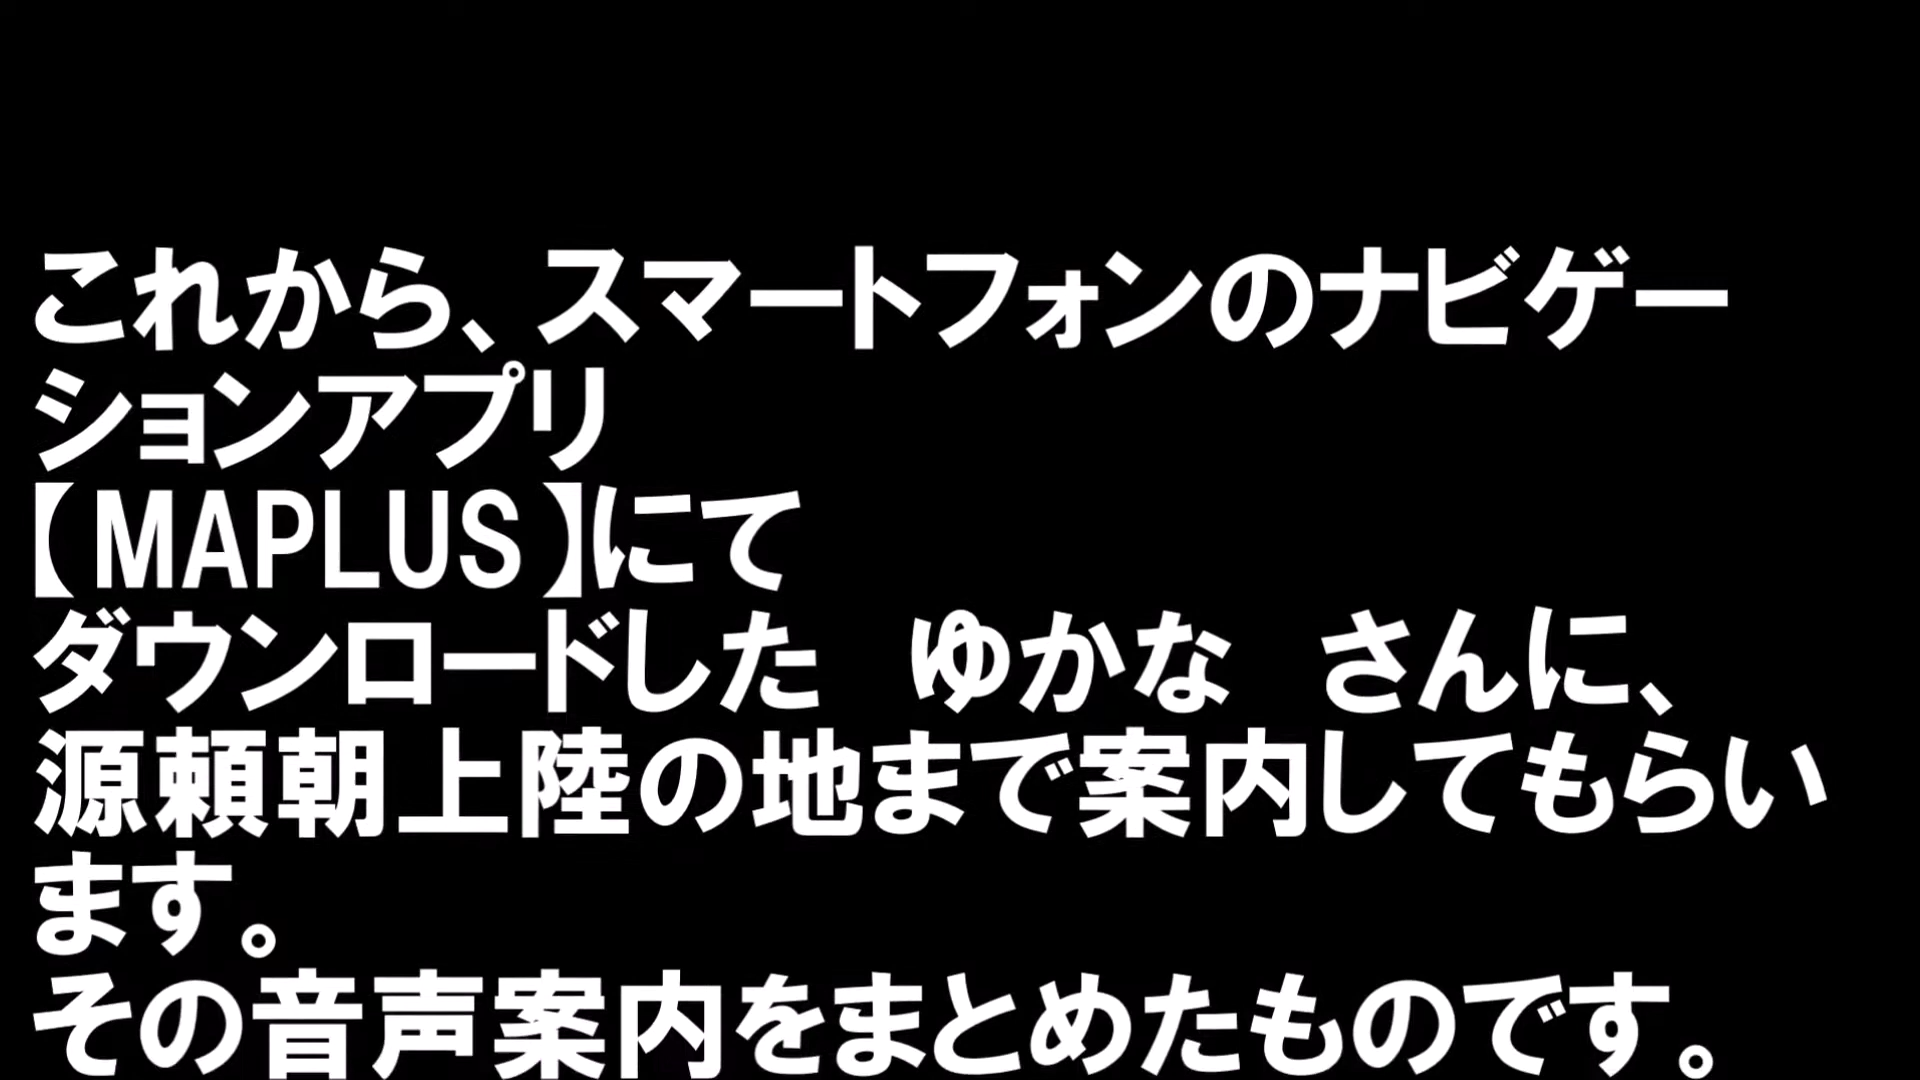 これから、スマートフォンのナビゲー
ションアプリ
【MAPLUS】にて
ダウンロードした　ゆかな　さんに、
源頼朝上陸の地まで案内してもらい
ます。
その音声案内をまとめたものです。